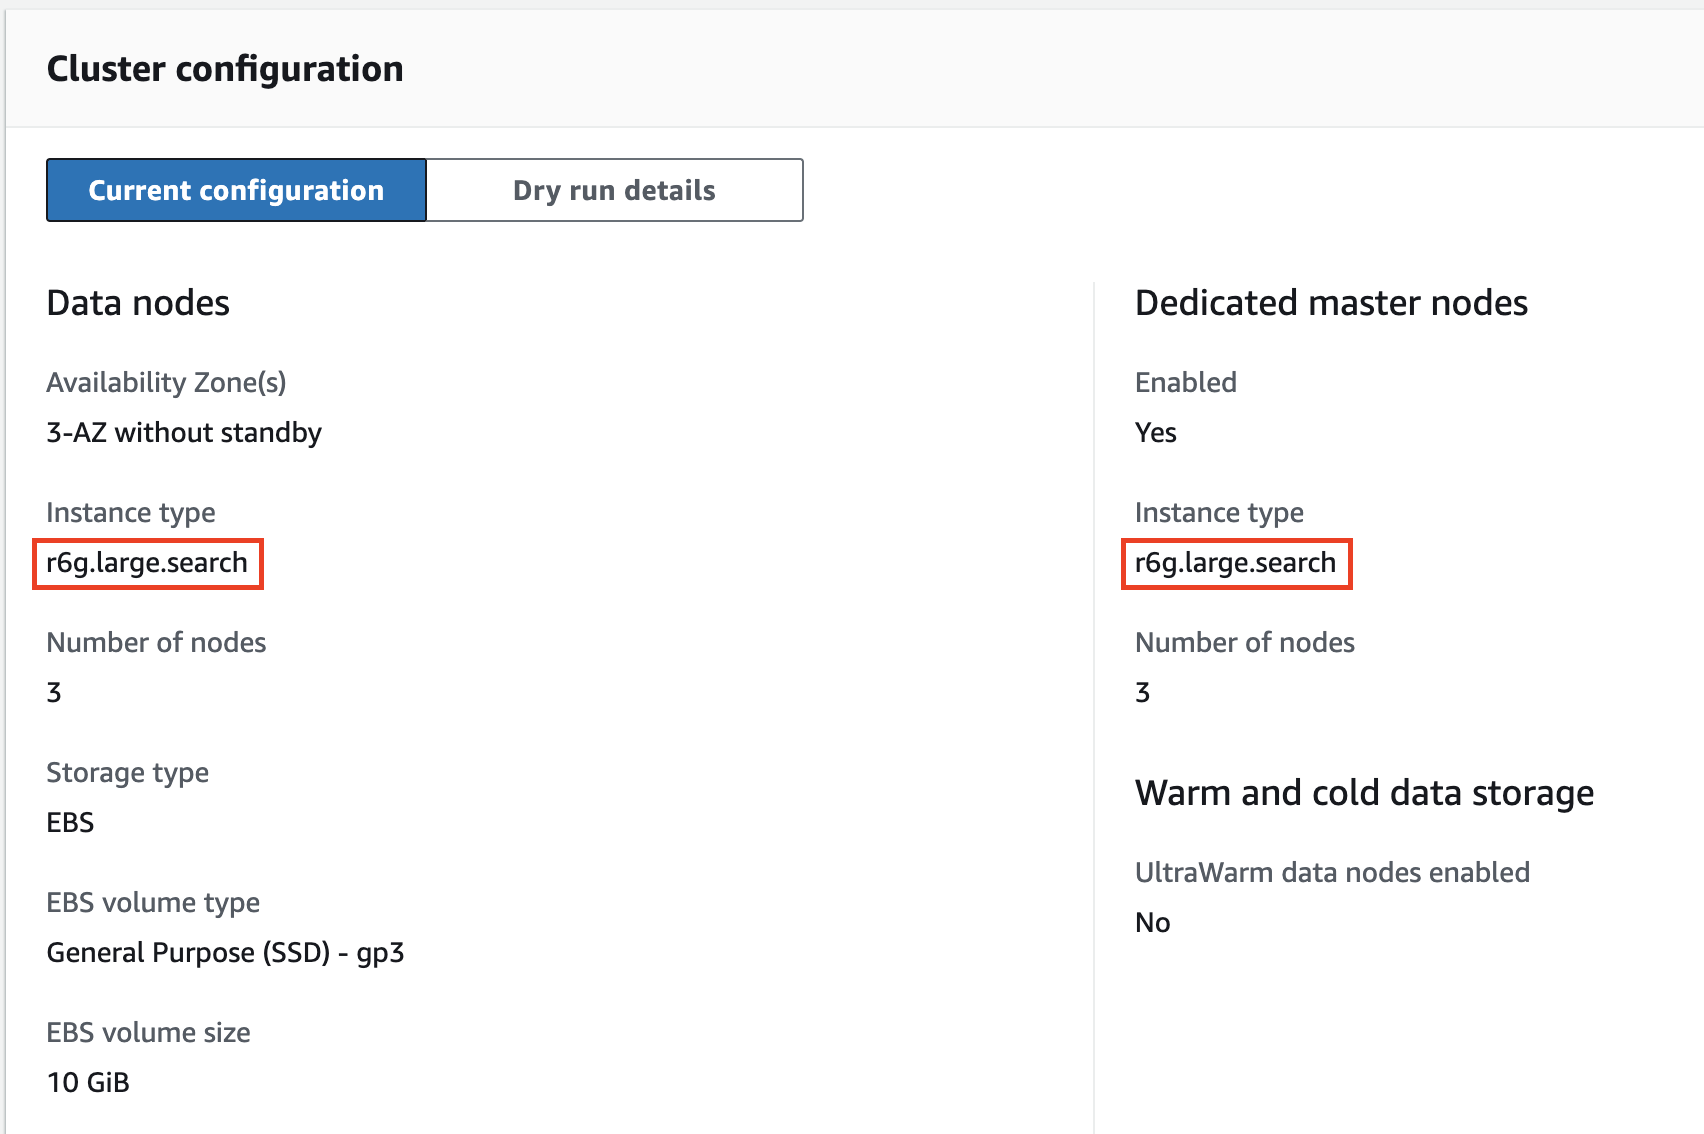 Cluster configuration
Current configuration
Dry run details
Data nodes
Availability Zone(s)
3-AZ without standby
Instance type
r6g.large.search
Number of nodes
3
Storage type
EBS
EBS volume type
General Purpose (SSD) - gp3
EBS volume size
10 GiB
Dedicated master nodes
Enabled
Yes
Instance type
r6g.large.search
Number of nodes
3
Warm and cold data storage
UltraWarm data nodes enabled
No